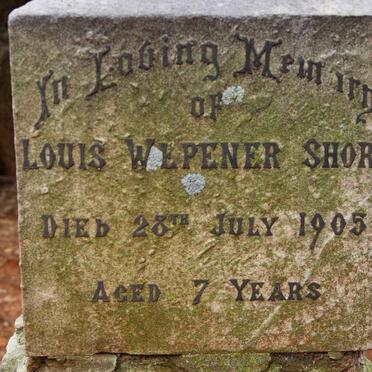 In Loving Memory
of
Louis Wepener Shor
Died 28th July 1905
Aged 7 Years